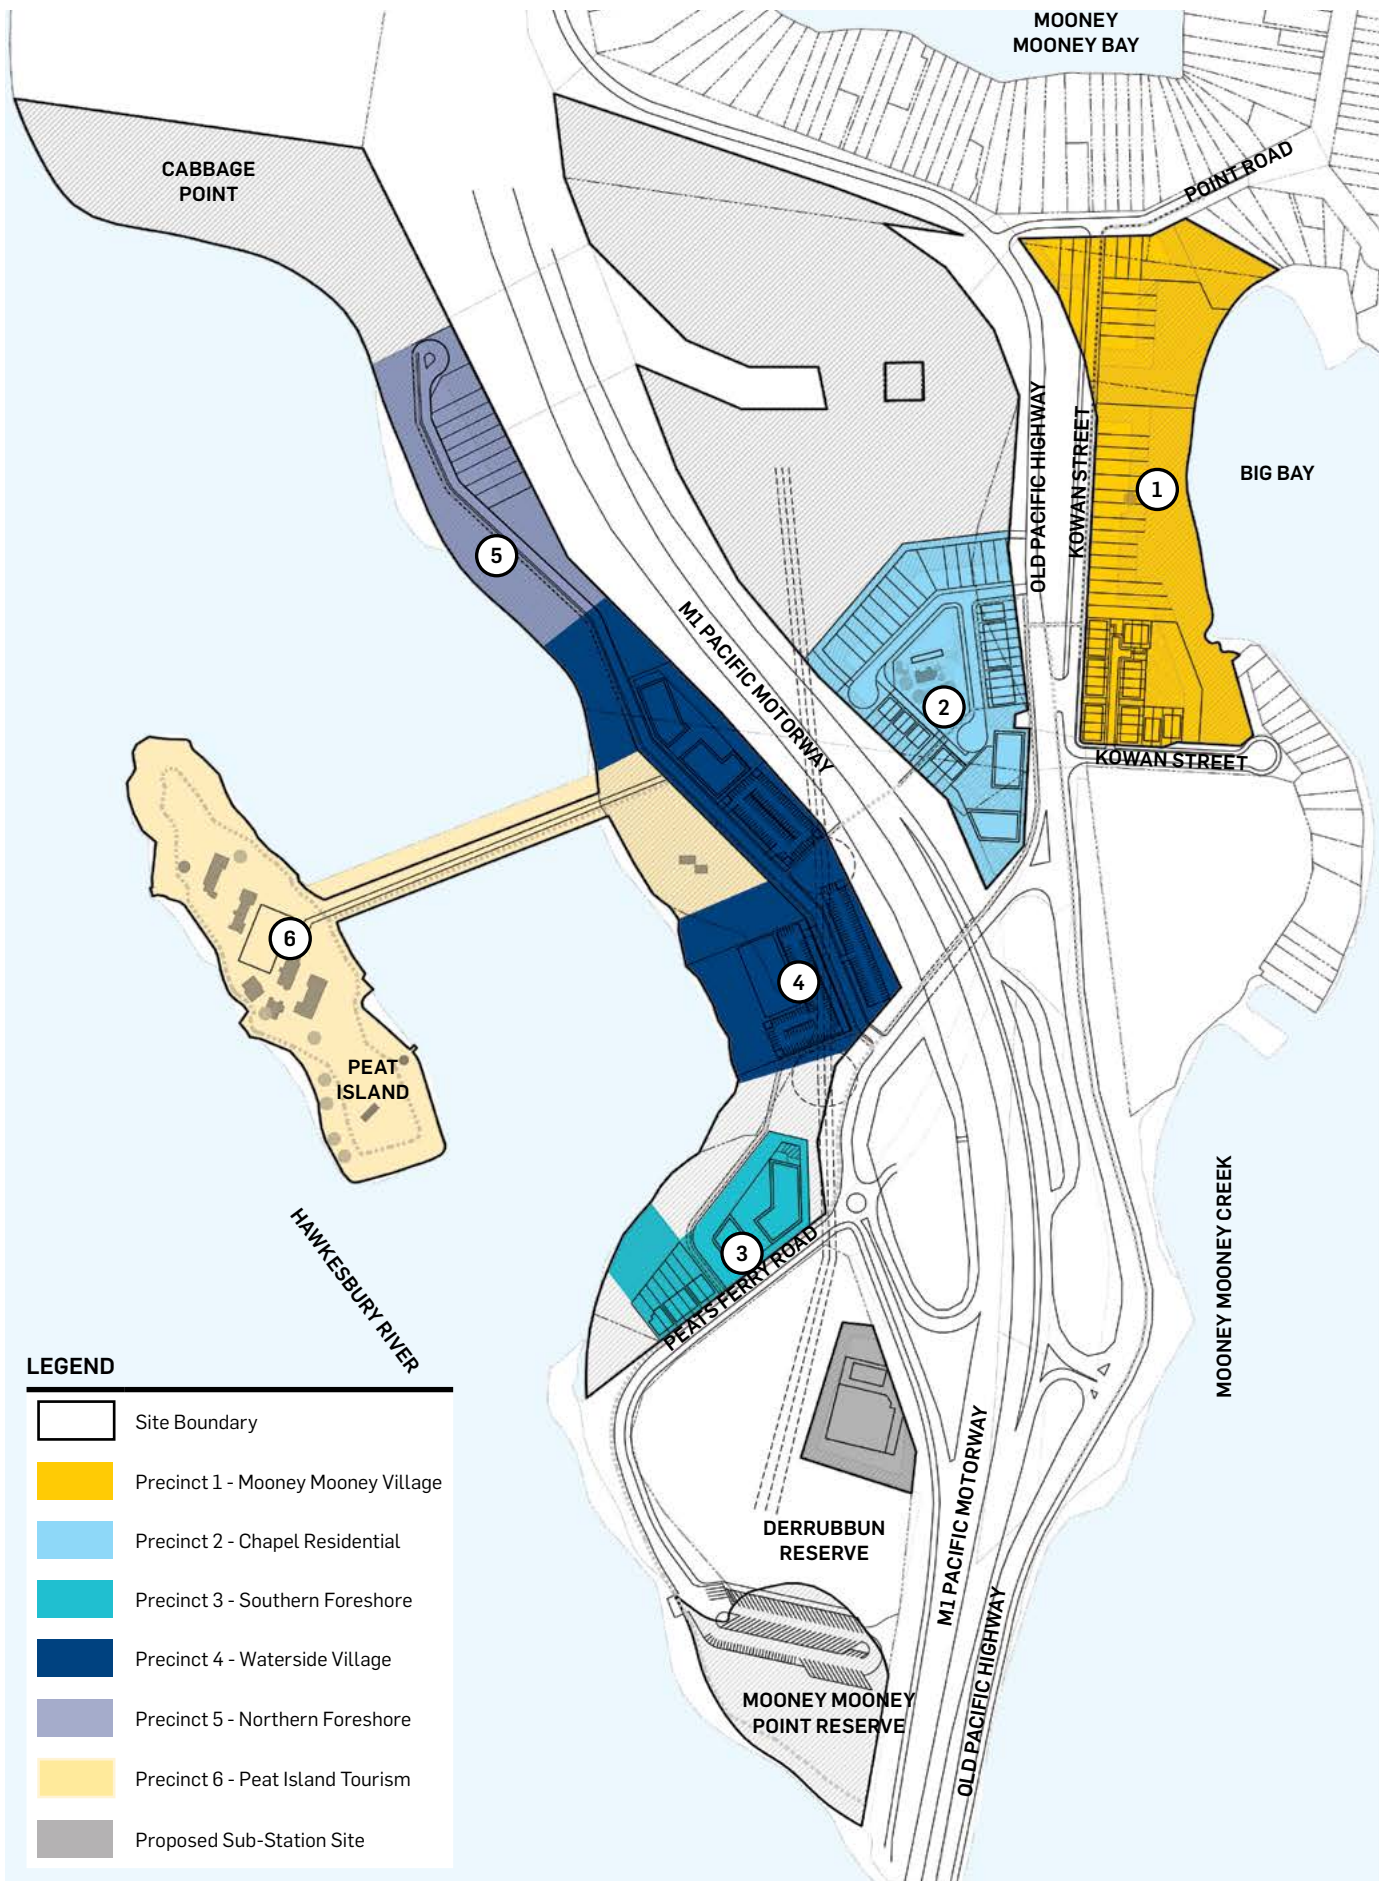 MOONEY
MOONEY BAY
CABBAGE
POINT
POINT ROAD
OLD PACIFIC HIGHWAY
KOWAN STREET
BIG BAY
1
5
M1 PACIFIC MOTORWAY
2
KOWAN STREET
6
4
PEAT
ISLAND
HAWKESBURY RIVER
3
PEATS FERRY ROAD
MOONEY MOONEY CREEK
DERRUBBUN
RESERVE
M1 PACIFIC MOTORWAY
OLD PACIFIC HIGHWAY
MOONEY MOONEY
POINT RESERVE
LEGEND
Site Boundary
Precinct 1 - Mooney Mooney Village
Precinct 2 - Chapel Residential
Precinct 3 - Southern Foreshore
Precinct 4 - Waterside Village
Precinct 5 - Northern Foreshore
Precinct 6 - Peat Island Tourism
Proposed Sub-Station Site